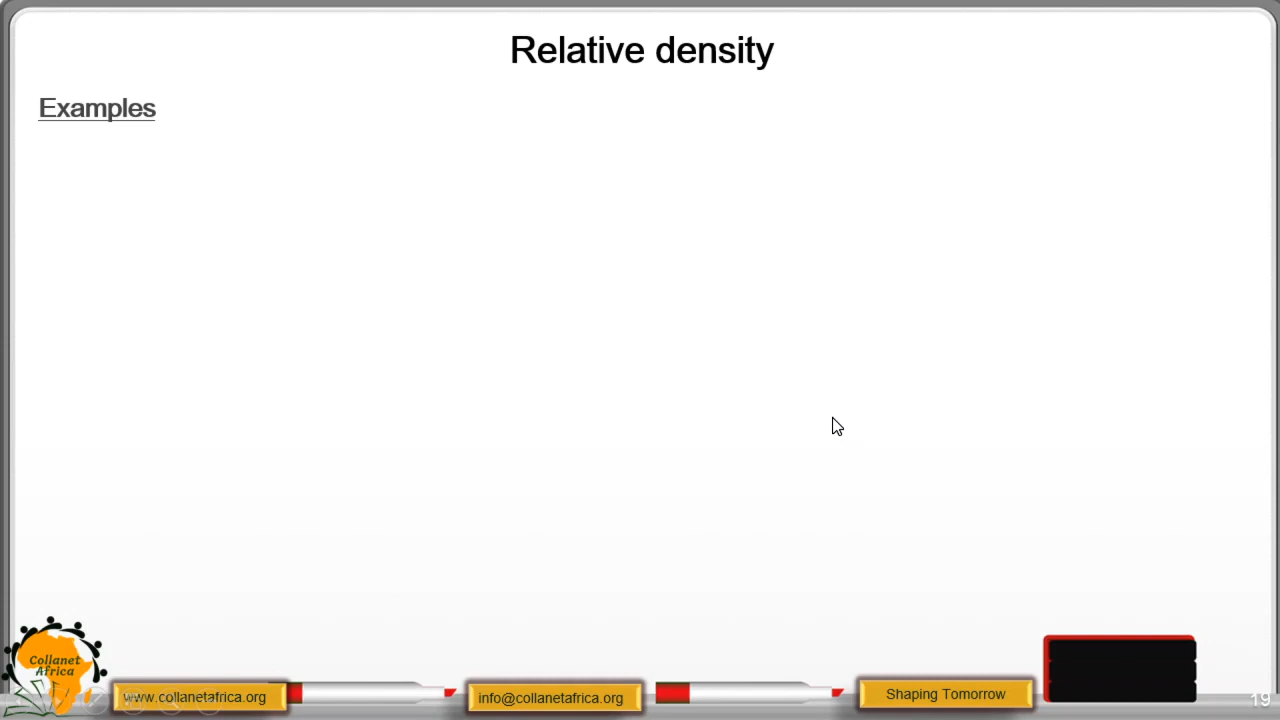 Relative density
Examples
Collanet
Africa
www.collanetafrica.org
info@collanetafrica.org
Shaping Tomorrow
19